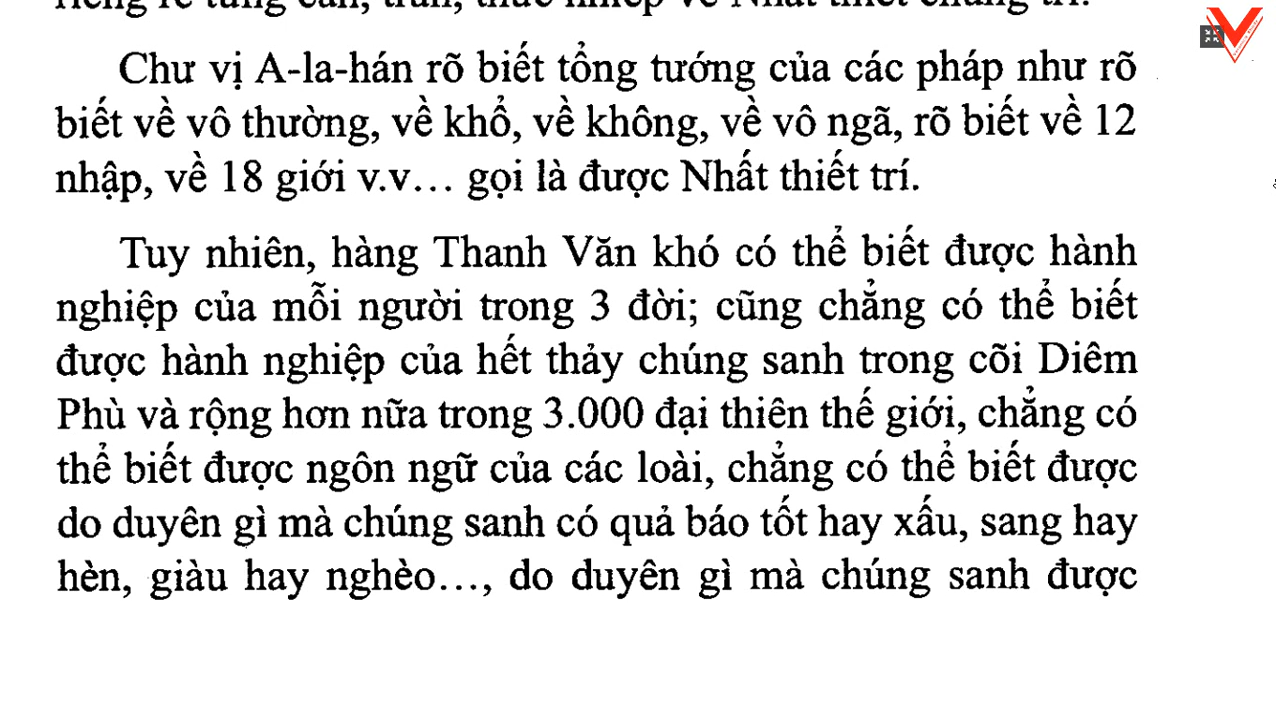 Chư vị A-la-hán rõ biết tổng tướng của các pháp như rõ
biết về vô thường, về khổ, về không, về vô ngã, rõ biết về 12
nhập, về 18 giới v.v... gọi là được Nhất thiết trí.
Tuy nhiên, hàng Thanh Văn khó có thể biết được hành
nghiệp của mỗi người trong 3 đời; cũng chẳng có thể biết
được hành nghiệp của hết thảy chúng sanh trong cõi Diêm
Phù và rộng hơn nữa trong 3.000 đại thiên thế giới, chẳng có
thể biết được ngôn ngữ của các loài, chẳng có thể biết được
do duyên gì mà chúng sanh có quả báo tốt hay xấu, sang hay
hèn, giàu hay nghèo..., do duyên gì mà chúng sanh được